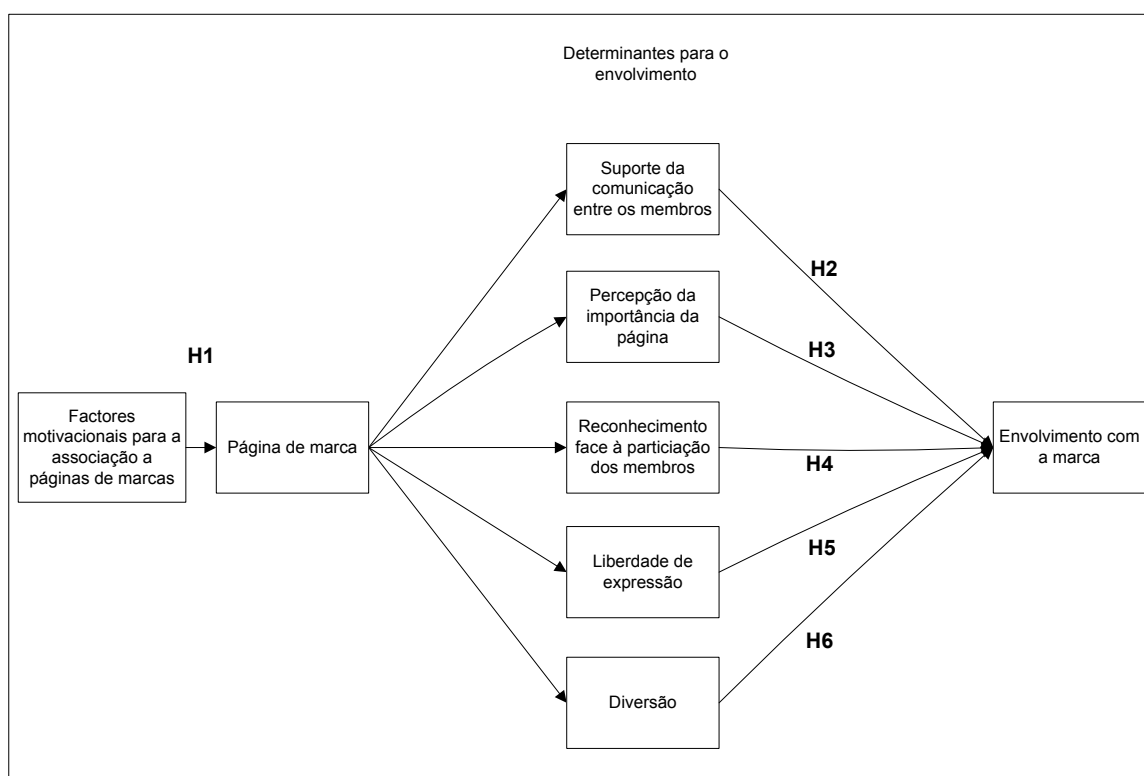 Determinantes para o
envolvimento
Suporte da
comunicação
entre os membros
H2
Percepção da
importância da
página
H3
H1
Factores
motivacionais para a
associação a
páginas de marcas
Página de marca
Reconhecimento
face à particiação
dos membros
H4
Envolvimento com
a marca
Liberdade de
expressão
H5
H6
Diversão